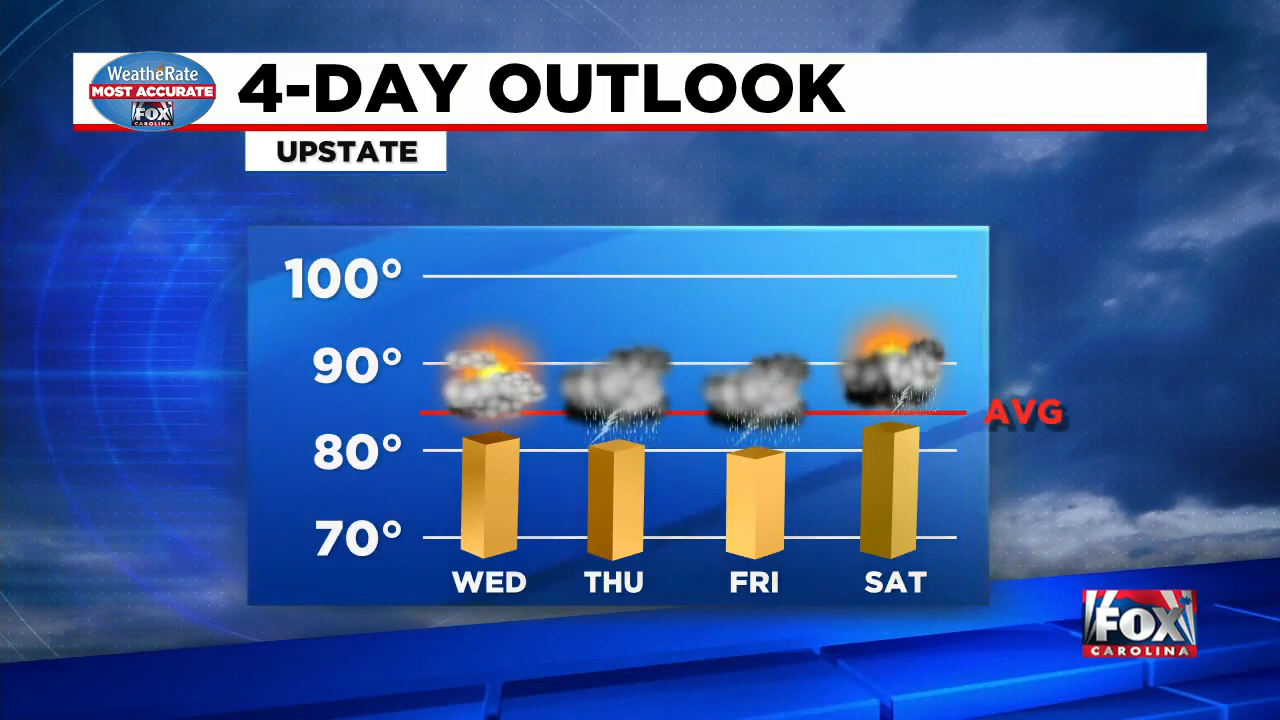 WeatheRate
MOST ACCURATE
FOX
CAROLINA
4-DAY OUTLOOK
UPSTATE
100°
90°
AVG
80°
70°
WED THU FRI SAT
FOX
CAROLINA